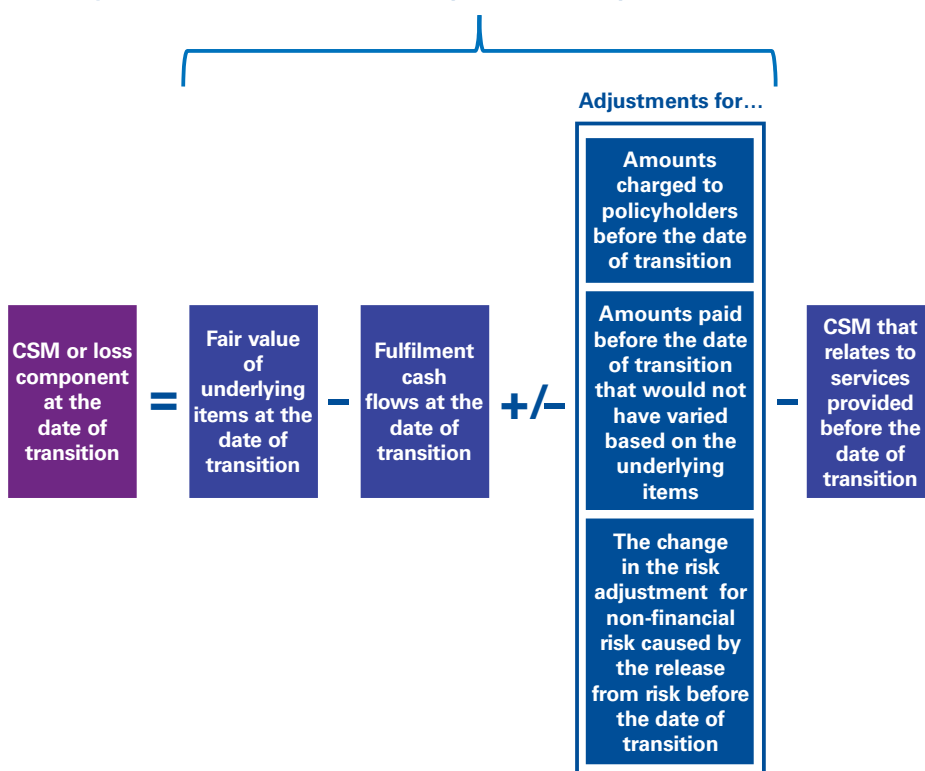 Adjustments for...
Amounts
charged to
policyholders
before the date
of transition
CSM or loss
component
at the
date of
transition
=
Fair value
of
underlying
items at the
date of
transition
–
Fulfilment
cash
flows at the
date of
transition
+/–
Amounts paid
before the date
of transition
that would not
have varied
based on the
underlying
items
–
CSM that
relates to
services
provided
before the
date of
transition
The change
in the risk
adjustment for
non-financial
risk caused by
the release
from risk before
the date of
transition